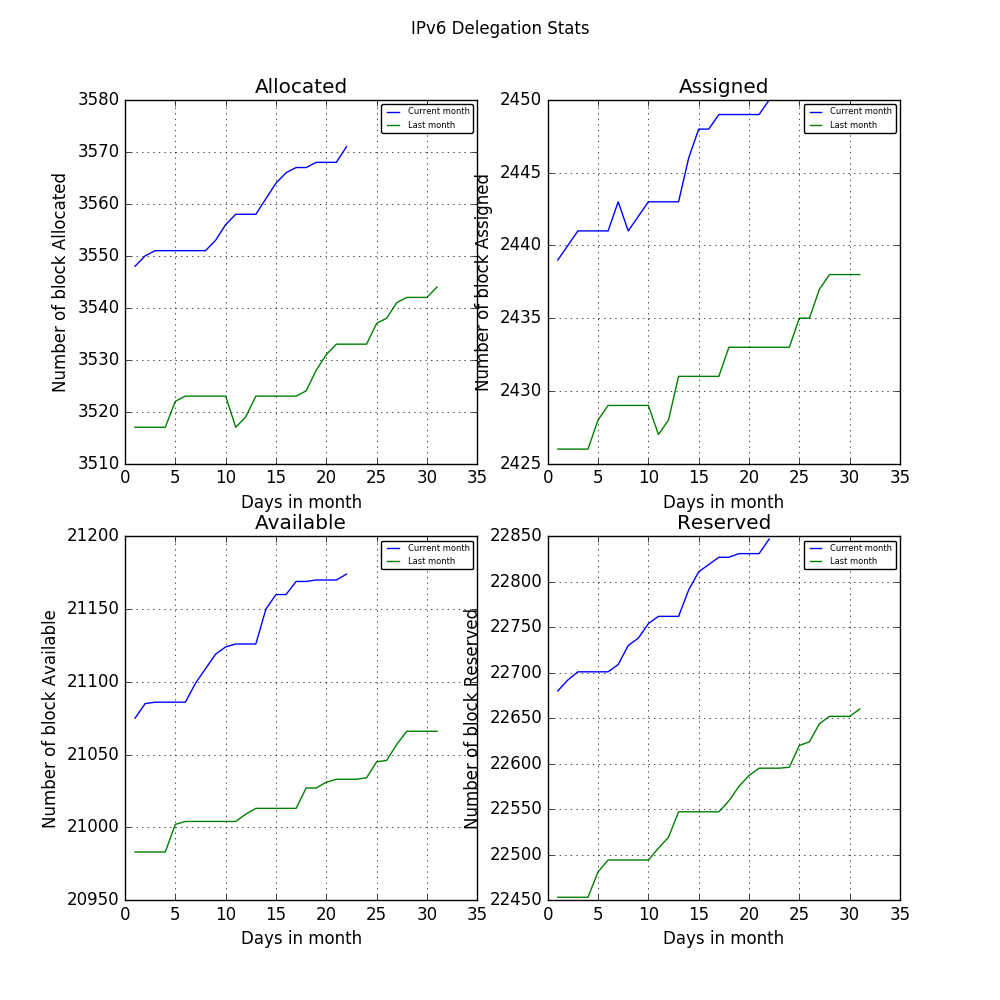 IPv6 Delegation Stats
Allocated
Number of block Allocated
3580
3570
3560
3550
3540
3530
3520
3510
0 5 10 15 20 25 30 35
Days in month
Current month
Last month
Assigned
Number of block Assigned
2450
2445
2440
2435
2430
2425
0 5 10 15 20 25 30 35
Days in month
Current month
Last month
Available
Number of block Available
21200
21150
21100
21050
21000
20950
0 5 10 15 20 25 30 35
Days in month
Current month
Last month
Reserved
Number of block Reserved
22850
22800
22750
22700
22650
22600
22550
22500
22450
0 5 10 15 20 25 30 35
Days in month
Current month
Last month